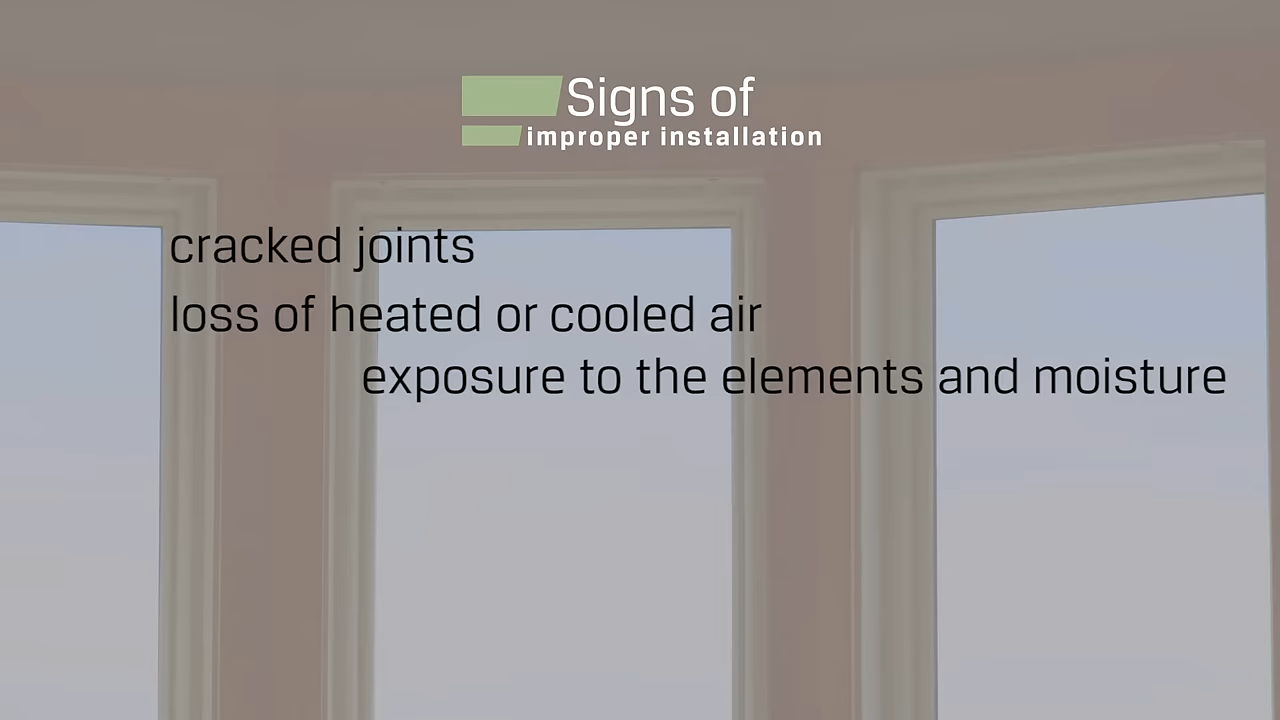 Signs of
improper installation
cracked joints
loss of heated or cooled air
exposure to the elements and moisture